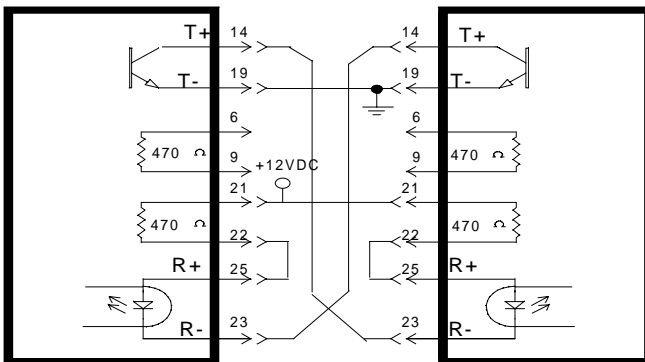 T+ 14 14 T+
T- 19 19 T-
6 6
470 Ω 9 9 470 Ω
+12VDC
21 21
470 Ω 470 Ω
22 22
R+ 25 25 R+
R- 23 23 R-